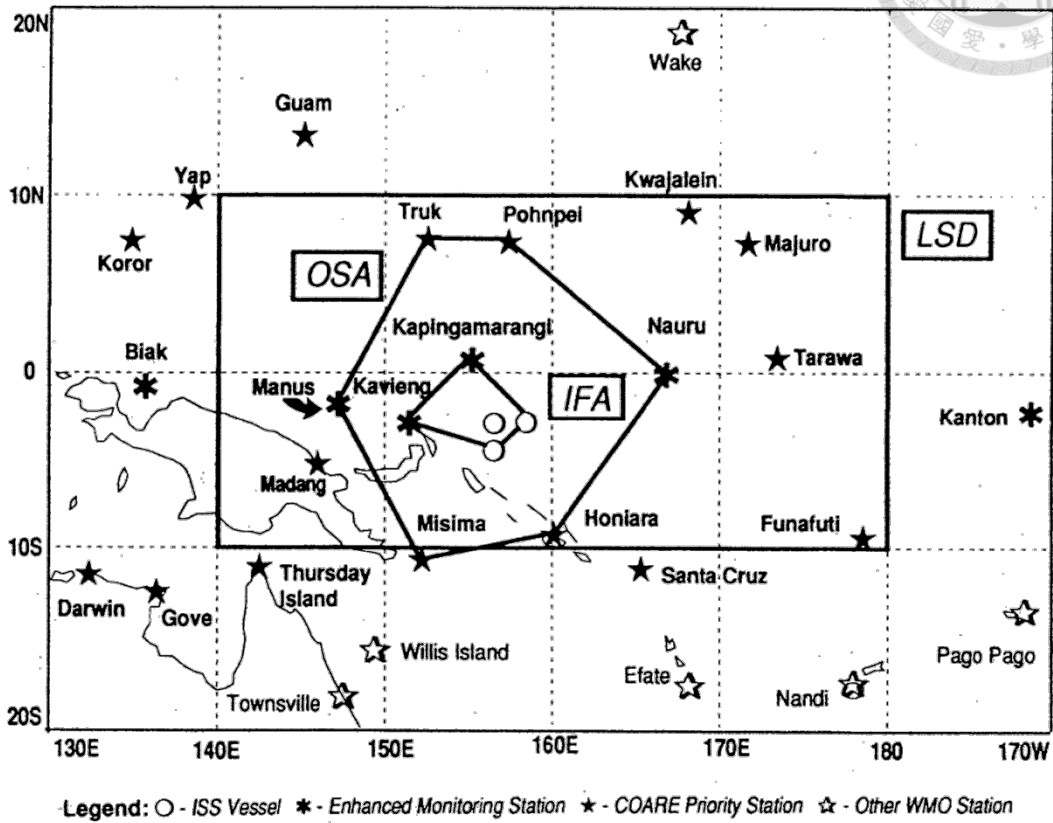 20N
國 愛 · 學
Wake
Guam
Yap
10N
Kwajalein
Truk
Pohnpei
LSD
Koror
OSA
Majuro
Kapingamarangi
Nauru
Biak
0
Tarawa
Manus
Kavieng
IFA
Kanton
Madang
Misima
Honiara
Funafuti
10S
Thursday
Island
Santa Cruz
Darwin
Gove
Willis Island
Pago Pago
Efate
Townsville
Nandi
20S
130E 140E 150E 160E 170E 180 170W
Legend: ○ - ISS Vessel ✱ - Enhanced Monitoring Station ★ - COARE Priority Station ☆ - Other WMO Station